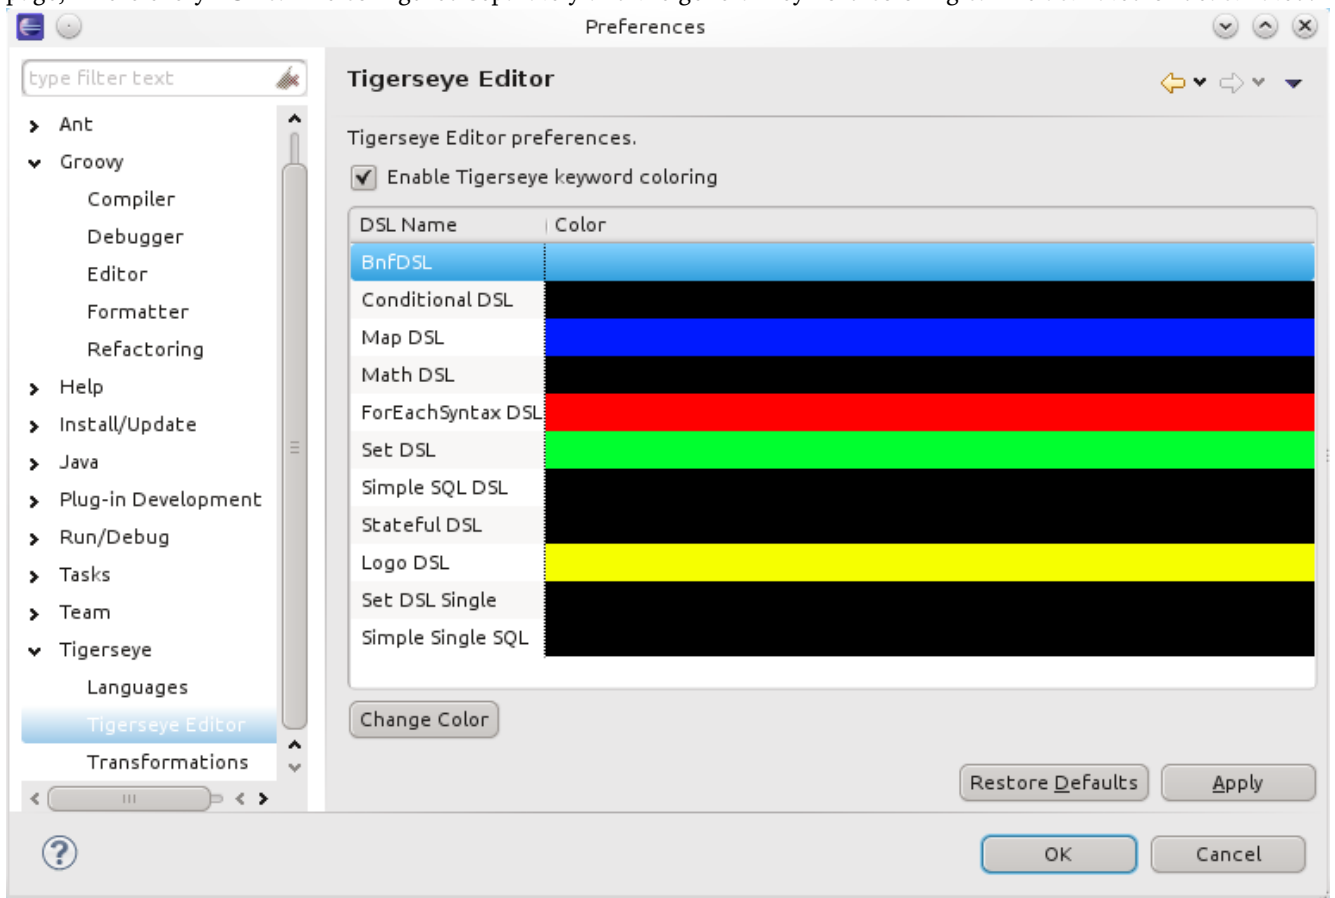 Preferences
type filter text
Ant
Groovy
Compiler
Debugger
Editor
Formatter
Refactoring
Help
Install/Update
Java
Plug-in Development
Run/Debug
Tasks
Team
Tigerseye
Languages
Tigerseye Editor
Transformations
Tigerseye Editor
Tigerseye Editor preferences.
Enable Tigerseye keyword coloring
DSL Name Color
BnfDSL
Conditional DSL
Map DSL
Math DSL
ForEachSyntax DSL
Set DSL
Simple SQL DSL
Stateful DSL
Logo DSL
Set DSL Single
Simple Single SQL
Change Color
Restore Defaults Apply
OK Cancel